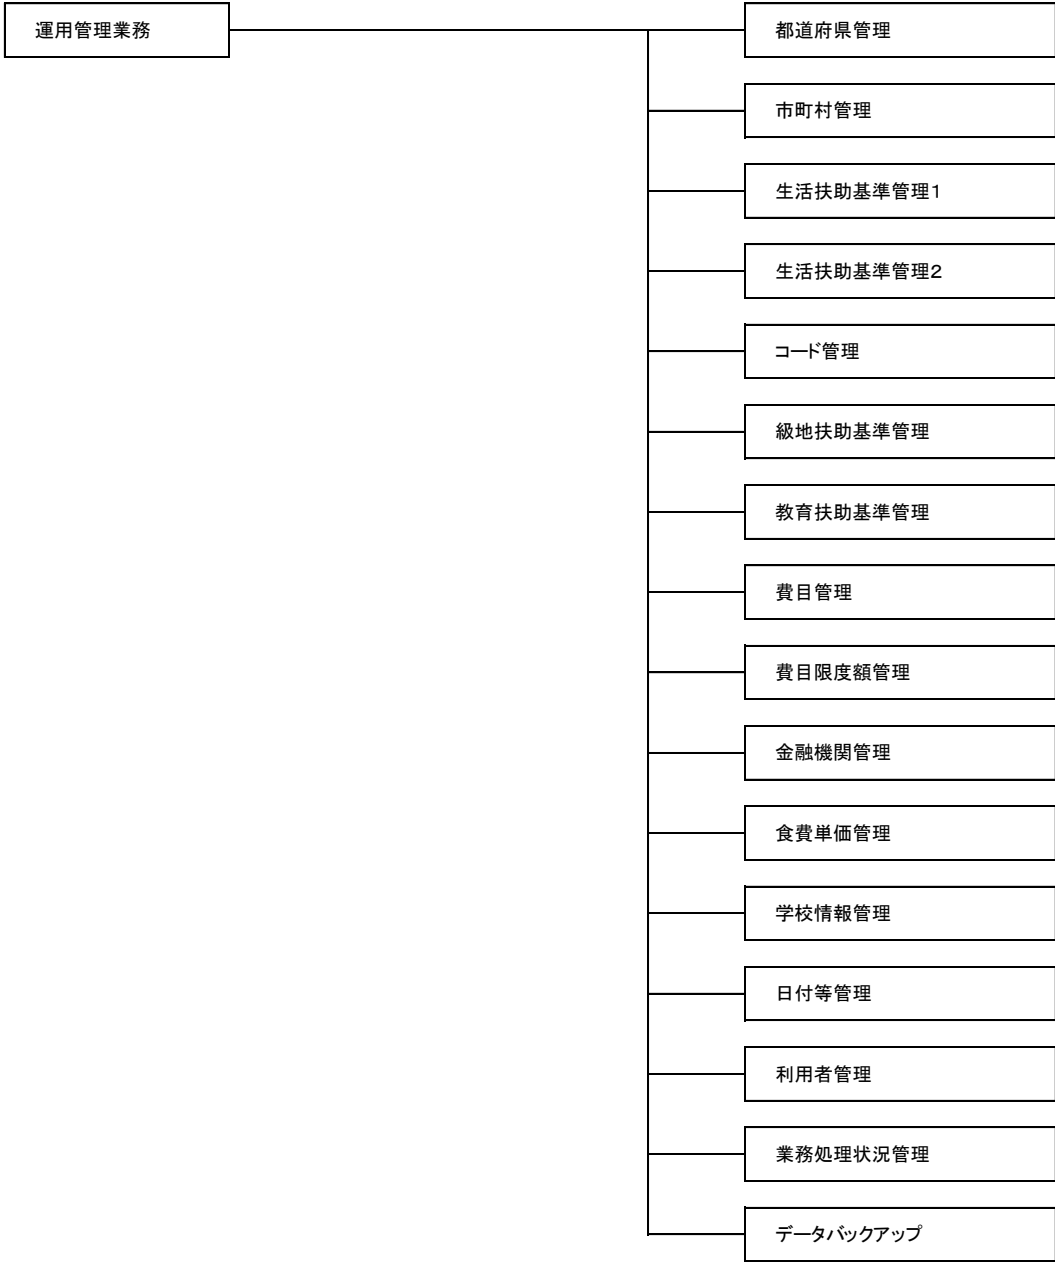 運用管理業務
都道府県管理
市町村管理
生活扶助基準管理1
生活扶助基準管理2
コード管理
級地扶助基準管理
教育扶助基準管理
費目管理
費目限度額管理
金融機関管理
食費単価管理
学校情報管理
日付等管理
利用者管理
業務処理状況管理
データバックアップ